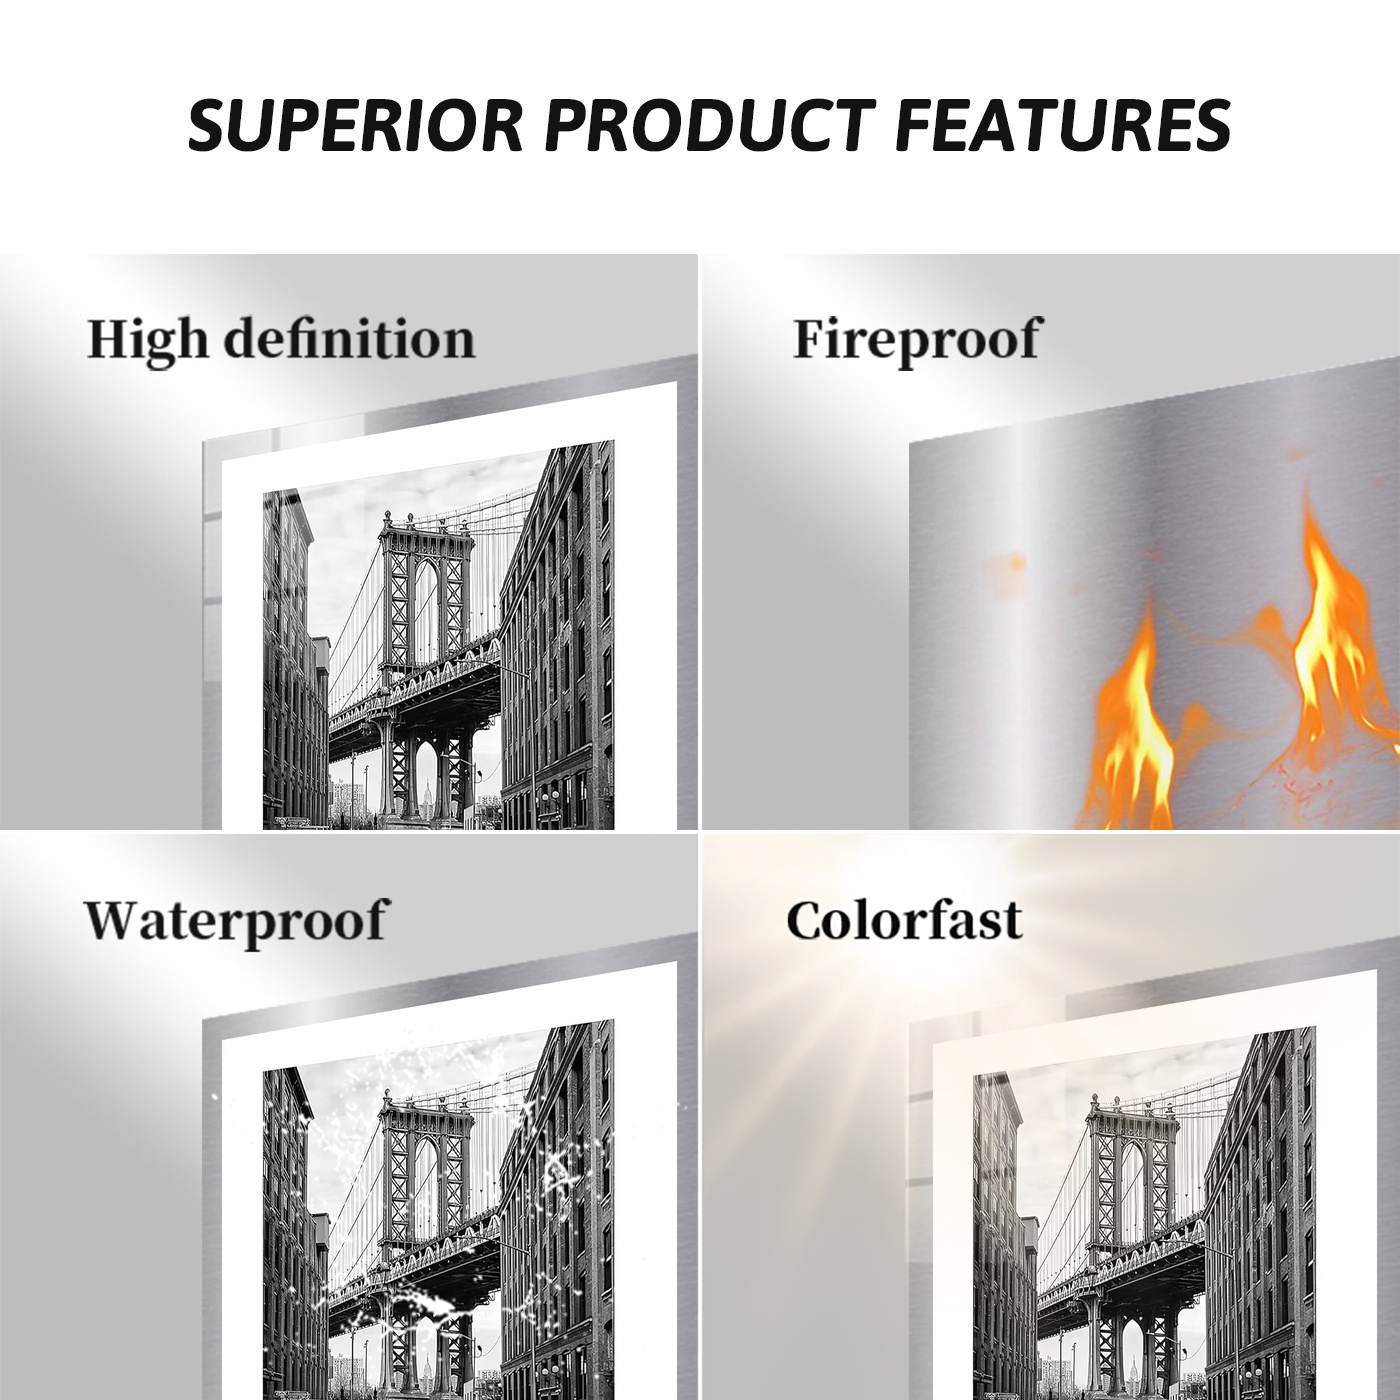 SUPERIOR PRODUCT FEATURES
High definition
Fireproof
Waterproof
Colorfast